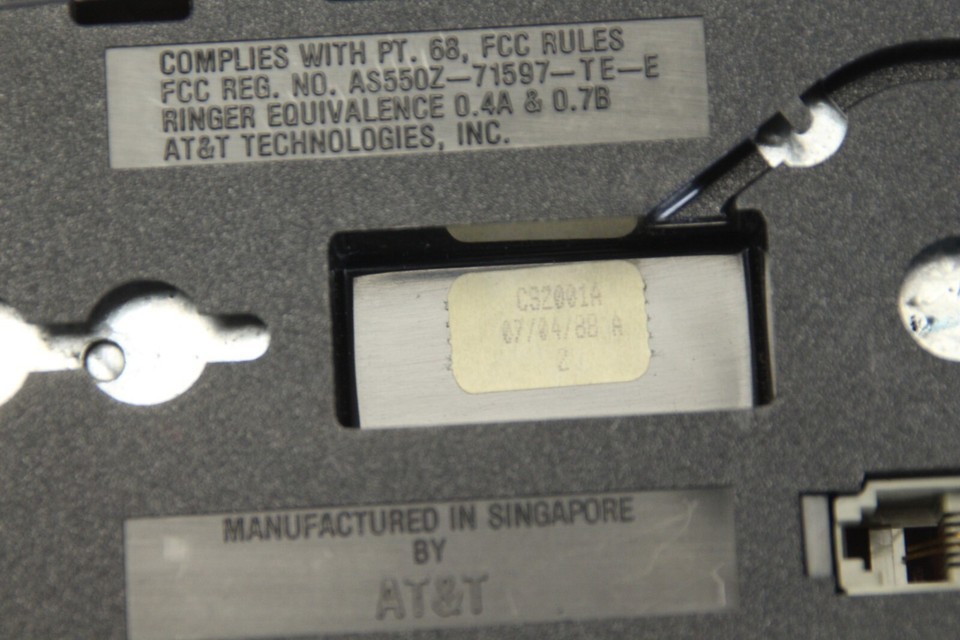 COMPLIES WITH PT. 68, FCC RULES
FCC REG. NO. AS550Z-71597-TE-E
RINGER EQUIVALENCE 0.4A & 0.7B
AT&T TECHNOLOGIES, INC.
CS2001A
07/04/88 A
2
MANUFACTURED IN SINGAPORE
BY
AT&T